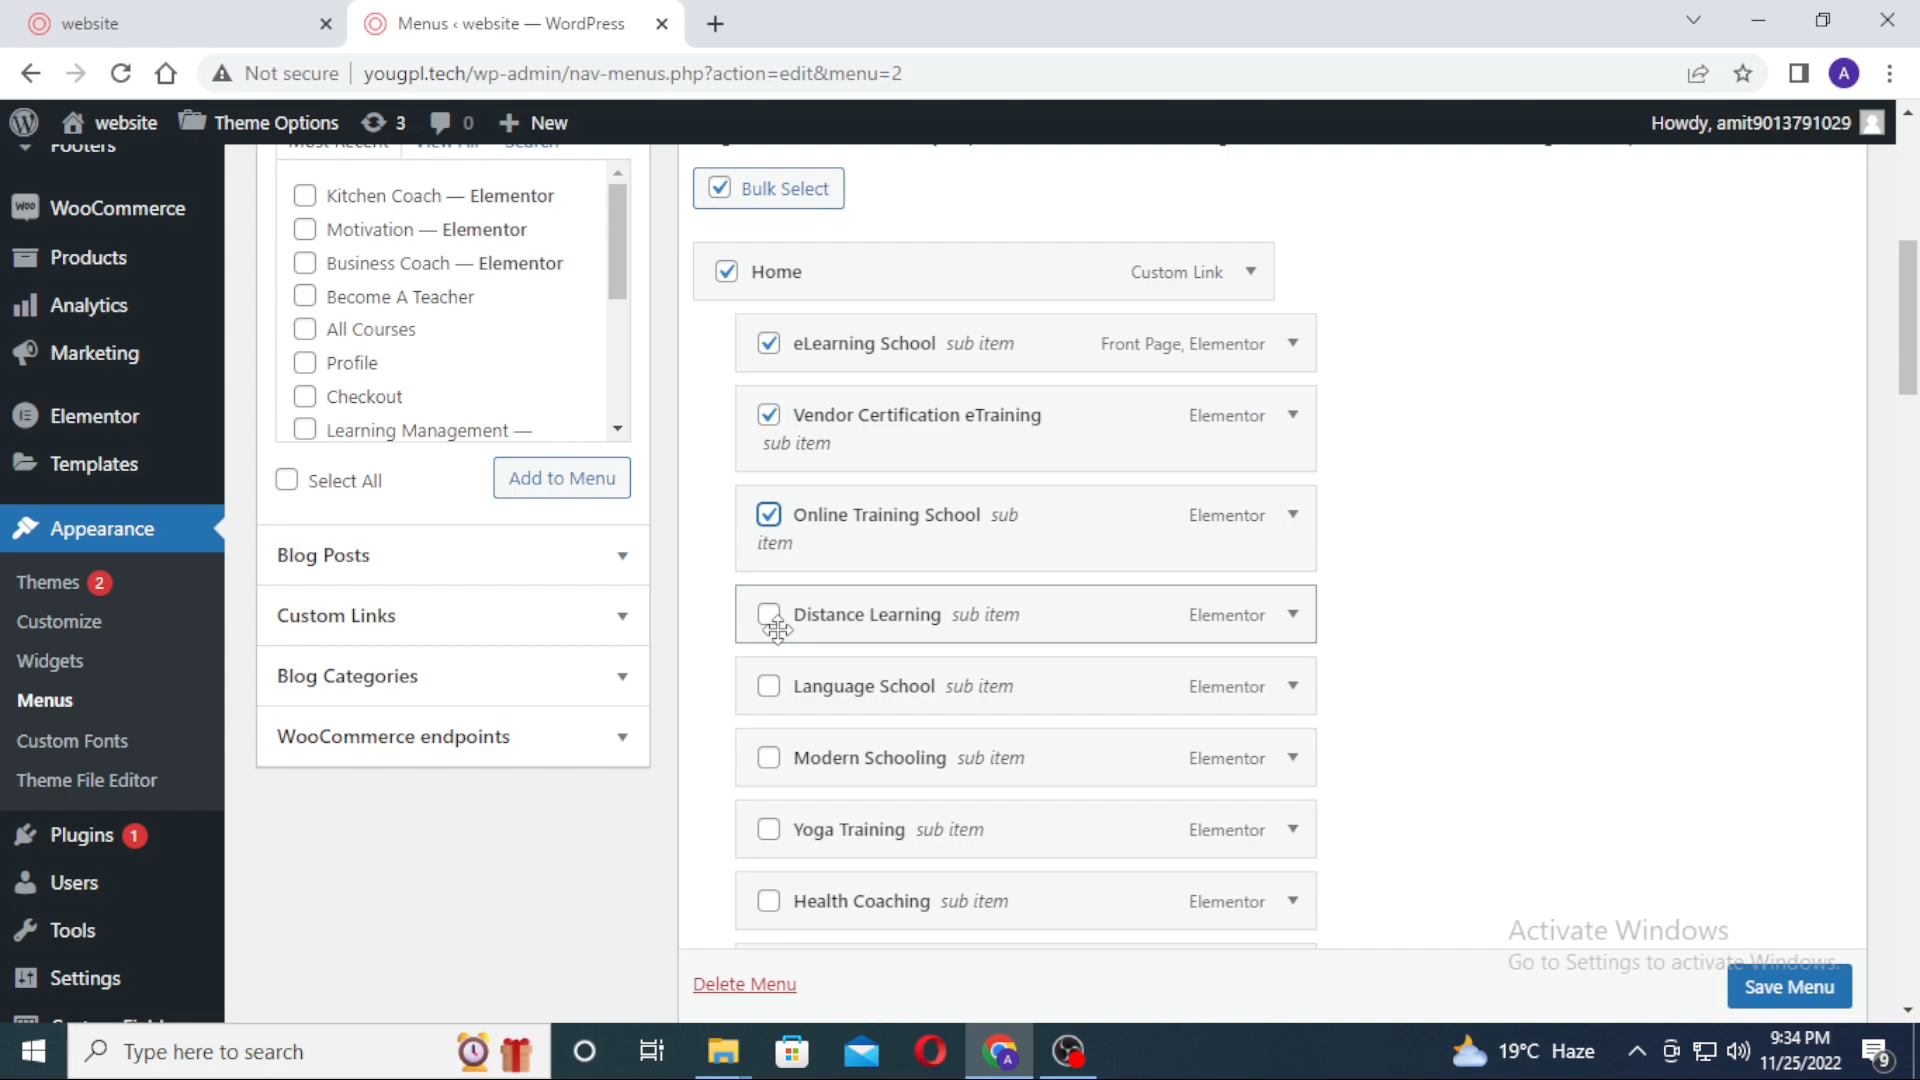 website
Menus ‹ website — WordPress
Not secure
yougpl.tech/wp-admin/nav-menus.php?action=edit&menu=2
A
website
Theme Options
3
0
New
Howdy, amit9013791029
Footers
WooCommerce
Products
Analytics
Marketing
Elementor
Templates
Appearance
Themes 2
Customize
Widgets
Menus
Custom Fonts
Theme File Editor
Plugins 1
Users
Tools
Settings
Most Recent View All Search
Kitchen Coach — Elementor
Motivation — Elementor
Business Coach — Elementor
Become A Teacher
All Courses
Profile
Checkout
Learning Management —
Select All
Add to Menu
Blog Posts
Custom Links
Blog Categories
WooCommerce endpoints
Bulk Select
Home Custom Link
eLearning School sub item Front Page, Elementor
Vendor Certification eTraining Elementor
sub item
Online Training School sub Elementor
item
Distance Learning sub item Elementor
Language School sub item Elementor
Modern Schooling sub item Elementor
Yoga Training sub item Elementor
Health Coaching sub item Elementor
Delete Menu
Activate Windows
Go to Settings to activate Windows.
Save Menu
Type here to search
A
19°C Haze
9:34 PM
11/25/2022
9